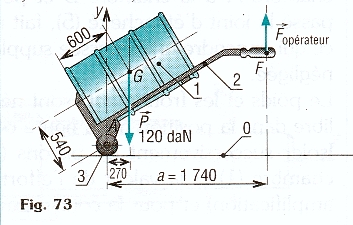 y
600
F⃗opérateur
G
1
2
F
540
A
P⃗
120 daN
0
3
270
a = 1 740
Fig. 73